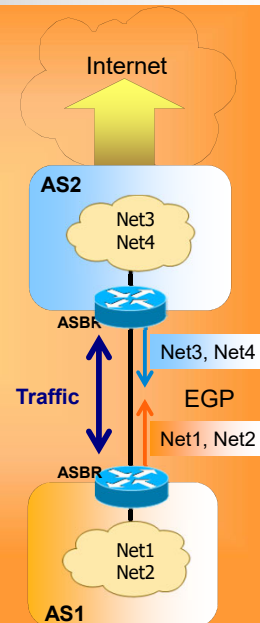 Internet
AS2
Net3
Net4
ASBR
Net3, Net4
Traffic
EGP
Net1, Net2
ASBR
Net1
Net2
AS1